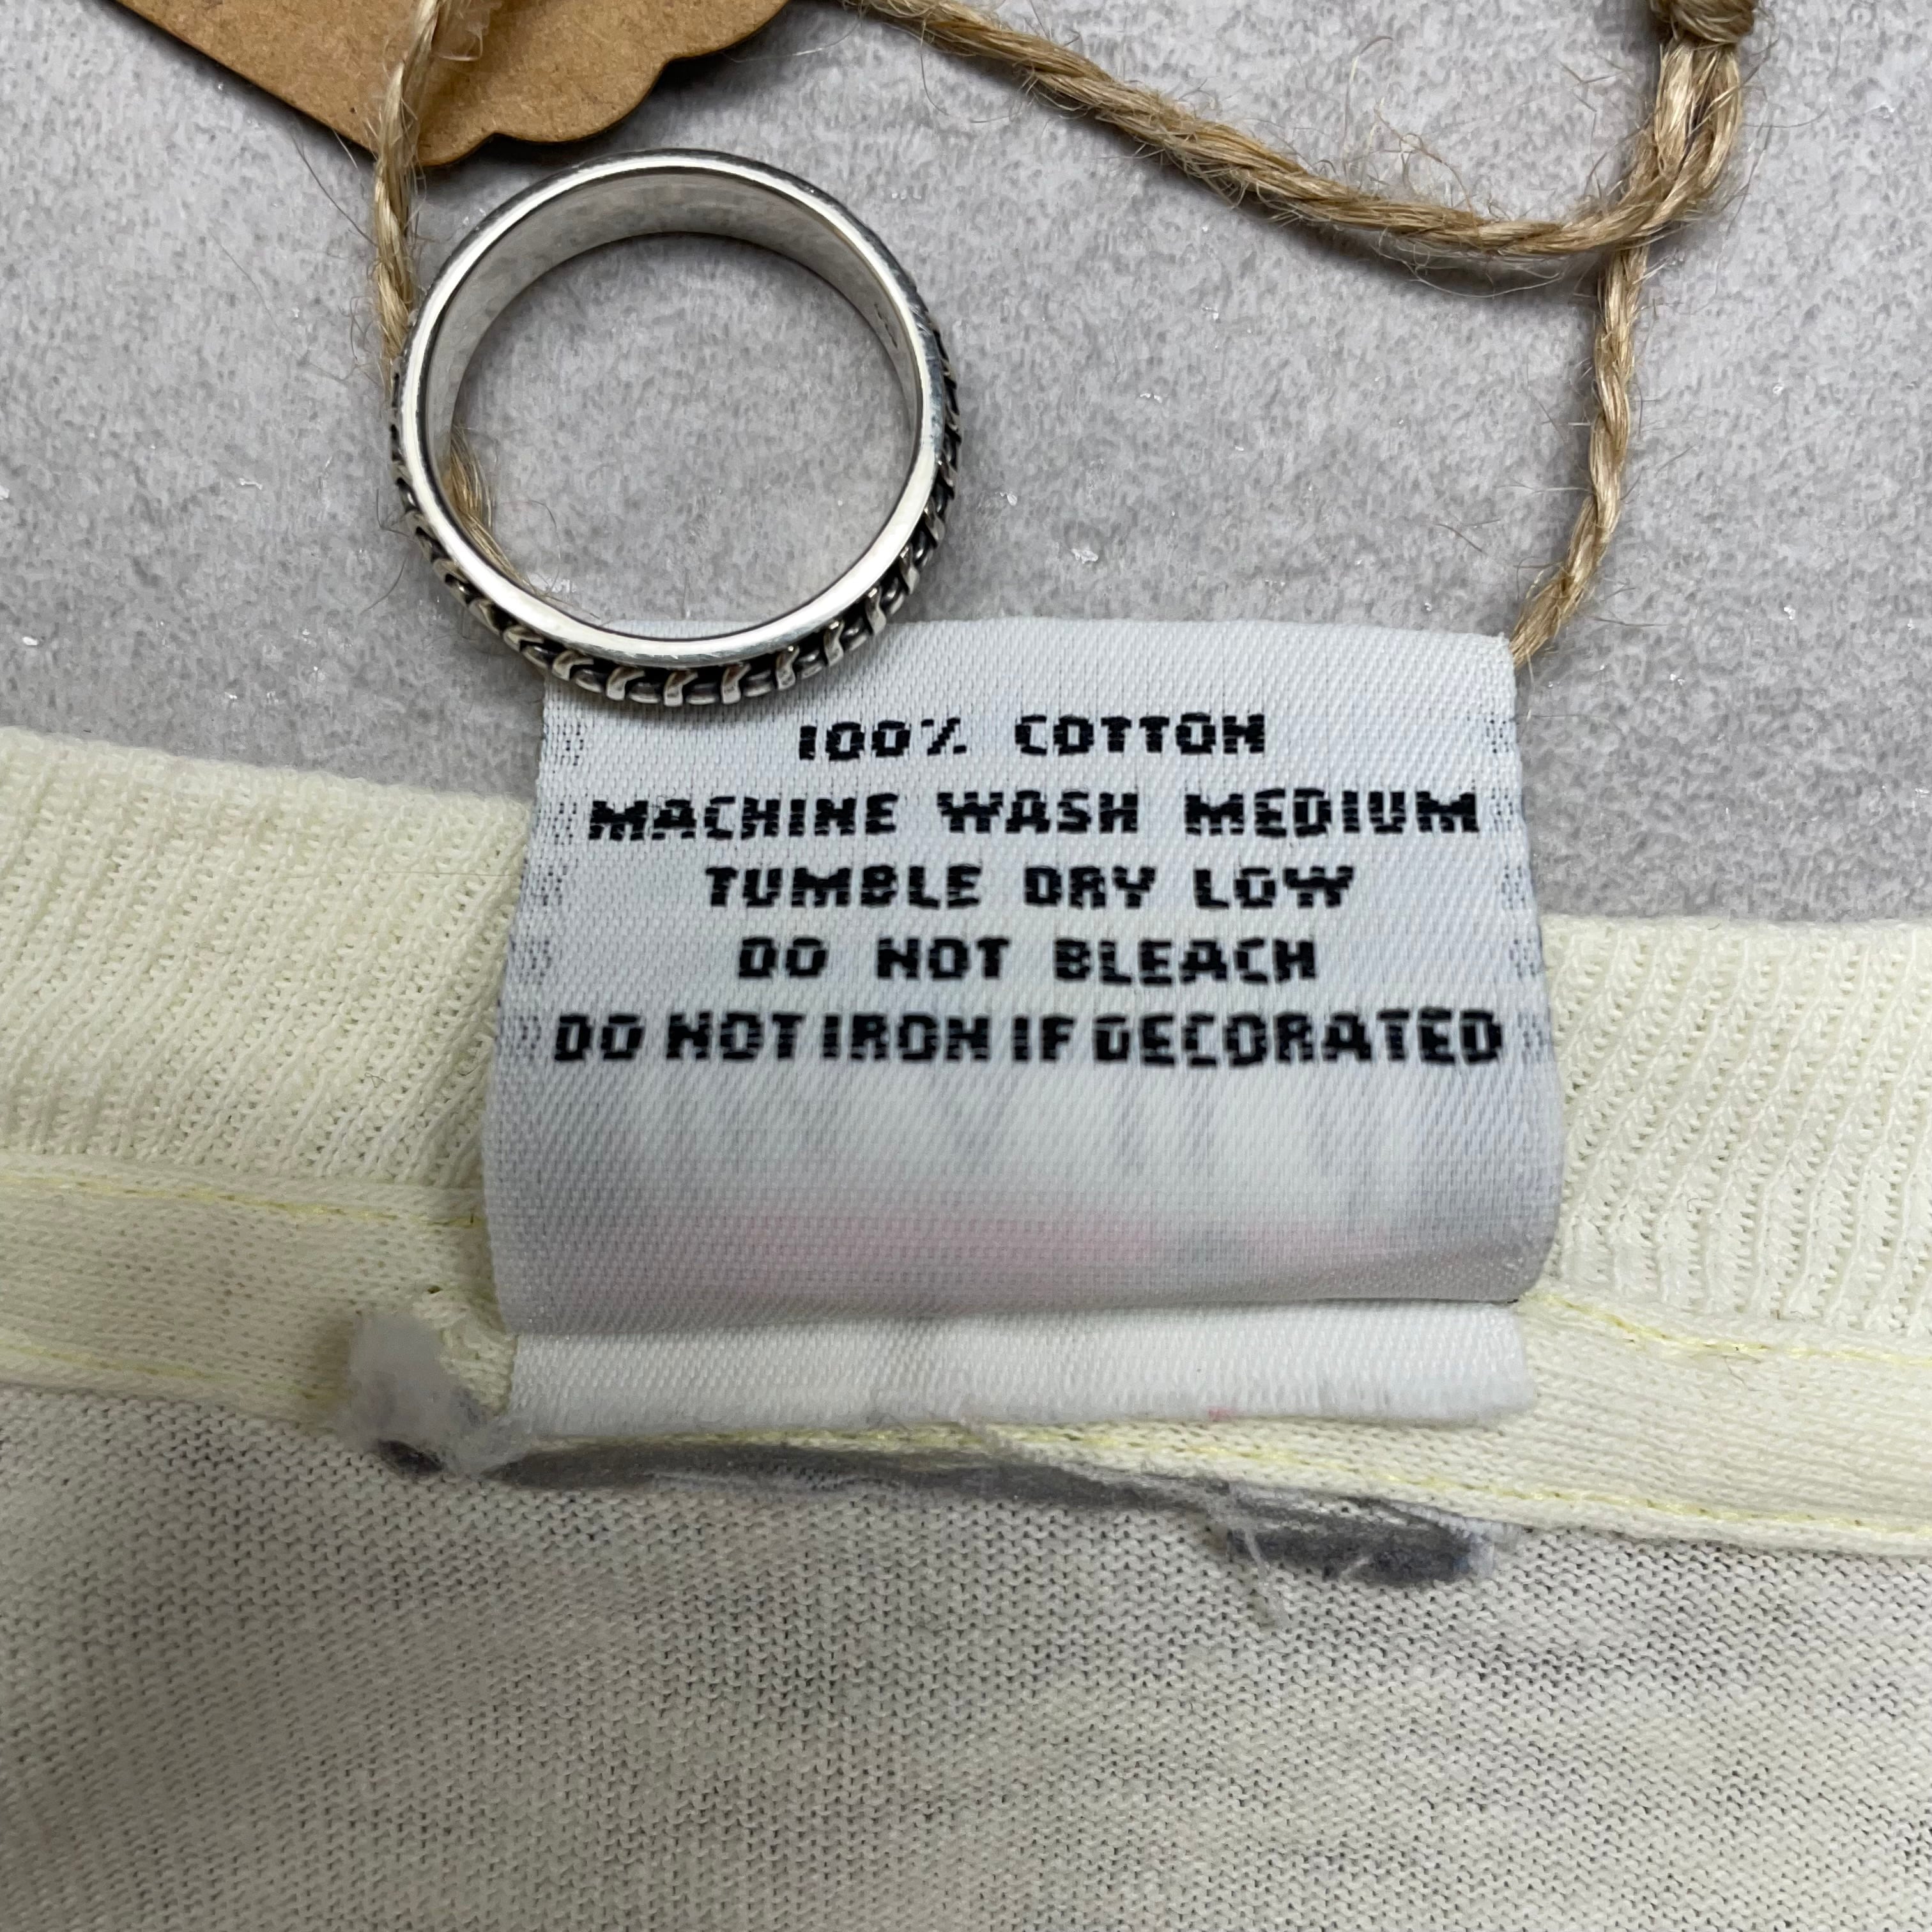 100% COTTON
MACHINE WASH MEDIUM
TUMBLE DRY LOW
DO NOT BLEACH
DO NOT IRON IF DECORATED